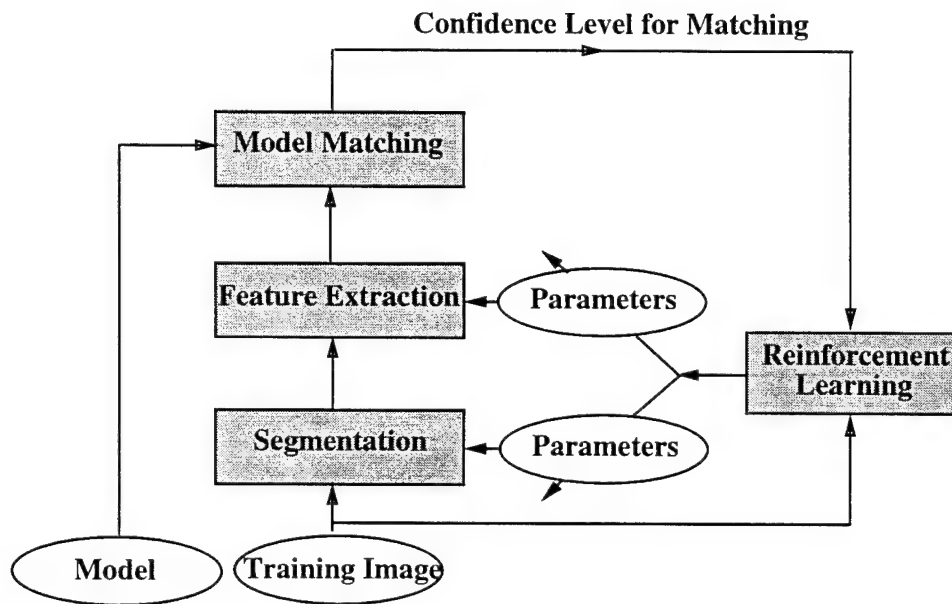 Confidence Level for Matching
Model Matching
Feature Extraction
Parameters
Reinforcement
Learning
Segmentation
Parameters
Model
Training Image